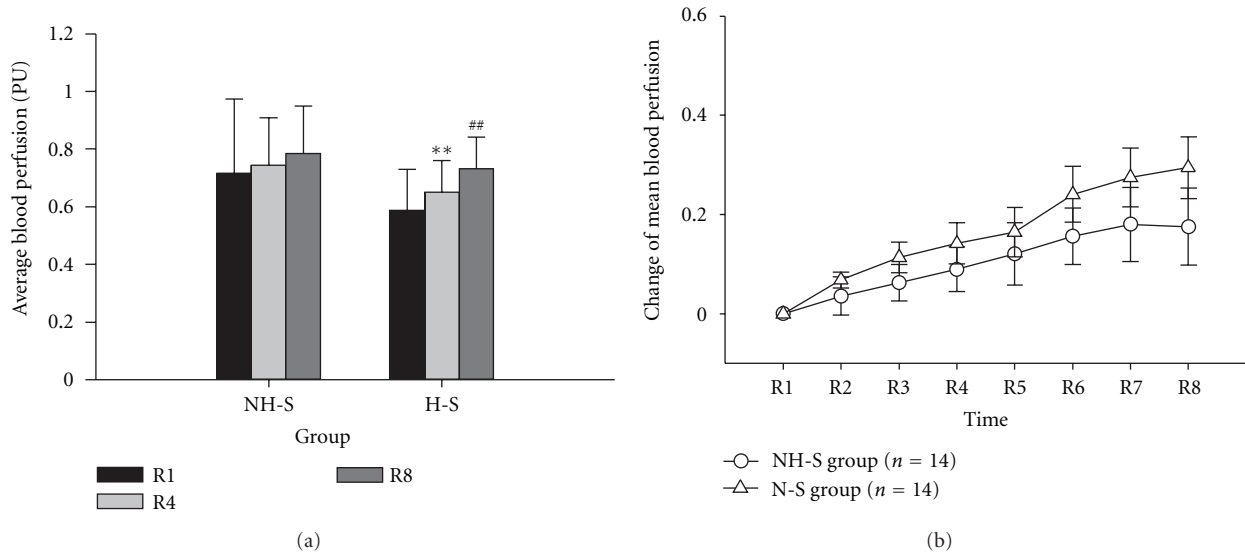 Average blood perfusion (PU)
1.2
1
0.8
0.6
0.4
0.2
0
**
##
NH-S
H-S
Group
R1
R4
R8
(a)
Change of mean blood perfusion
0.6
0.4
0.2
0
R1 R2 R3 R4 R5 R6 R7 R8
Time
NH-S group (n = 14)
N-S group (n = 14)
(b)